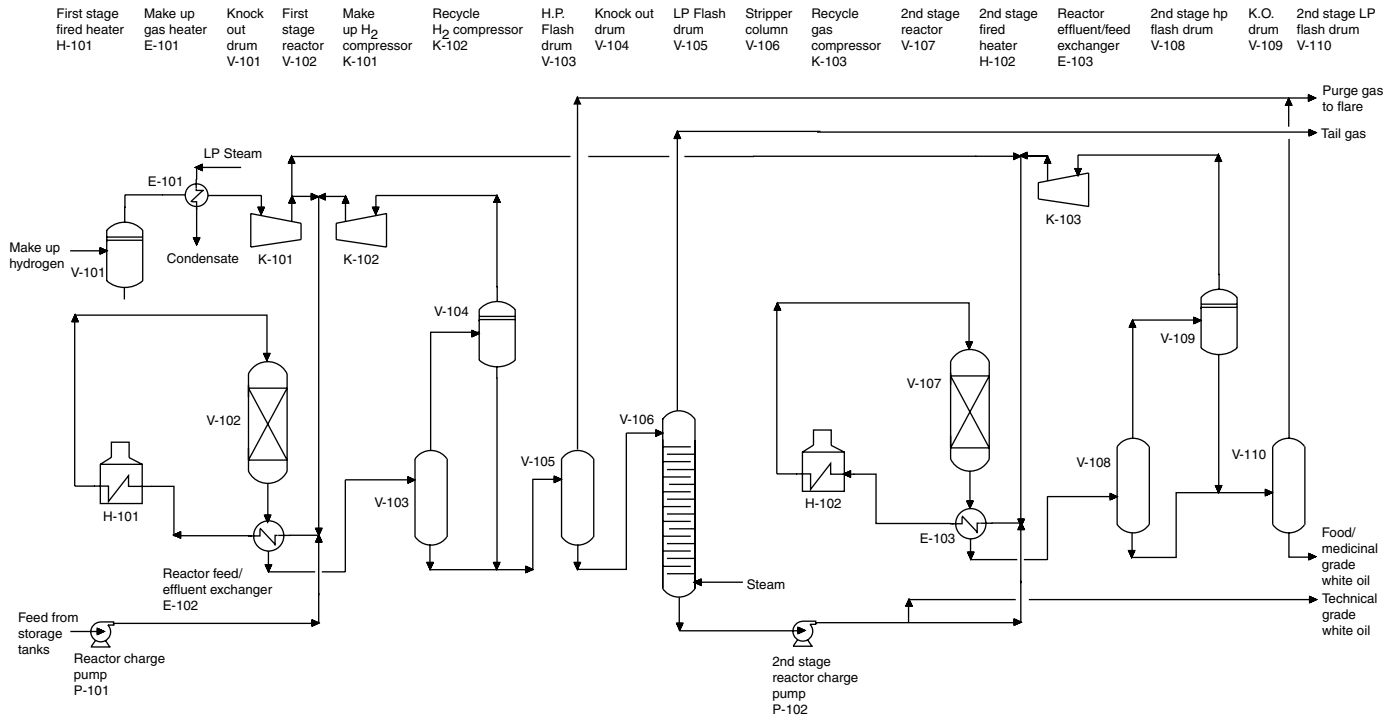 First stage
fired heater
H-101
Make up
gas heater
E-101
Knock
out
drum
V-101
First
stage
reactor
V-102
Make
up H2
compressor
K-101
Recycle
H2 compressor
K-102
H.P.
Flash
drum
V-103
Knock out
drum
V-104
LP Flash
drum
V-105
Stripper
column
V-106
Recycle
gas
compressor
K-103
2nd stage
reactor
V-107
2nd stage
fired
heater
H-102
Reactor
effluent/feed
exchanger
E-103
2nd stage hp
flash drum
V-108
K.O.
drum
V-109
2nd stage LP
flash drum
V-110
Purge gas
to flare
Tail gas
LP Steam
E-101
K-103
Make up
hydrogen
V-101
Condensate
K-101
K-102
V-104
V-109
V-102
V-107
V-106
H-101
V-103
V-105
H-102
V-108
V-110
E-103
Reactor feed/
effluent exchanger
E-102
Steam
Food/
medicinal
grade
white oil
Technical
grade
white oil
Feed from
storage
tanks
Reactor charge
pump
P-101
2nd stage
reactor charge
pump
P-102